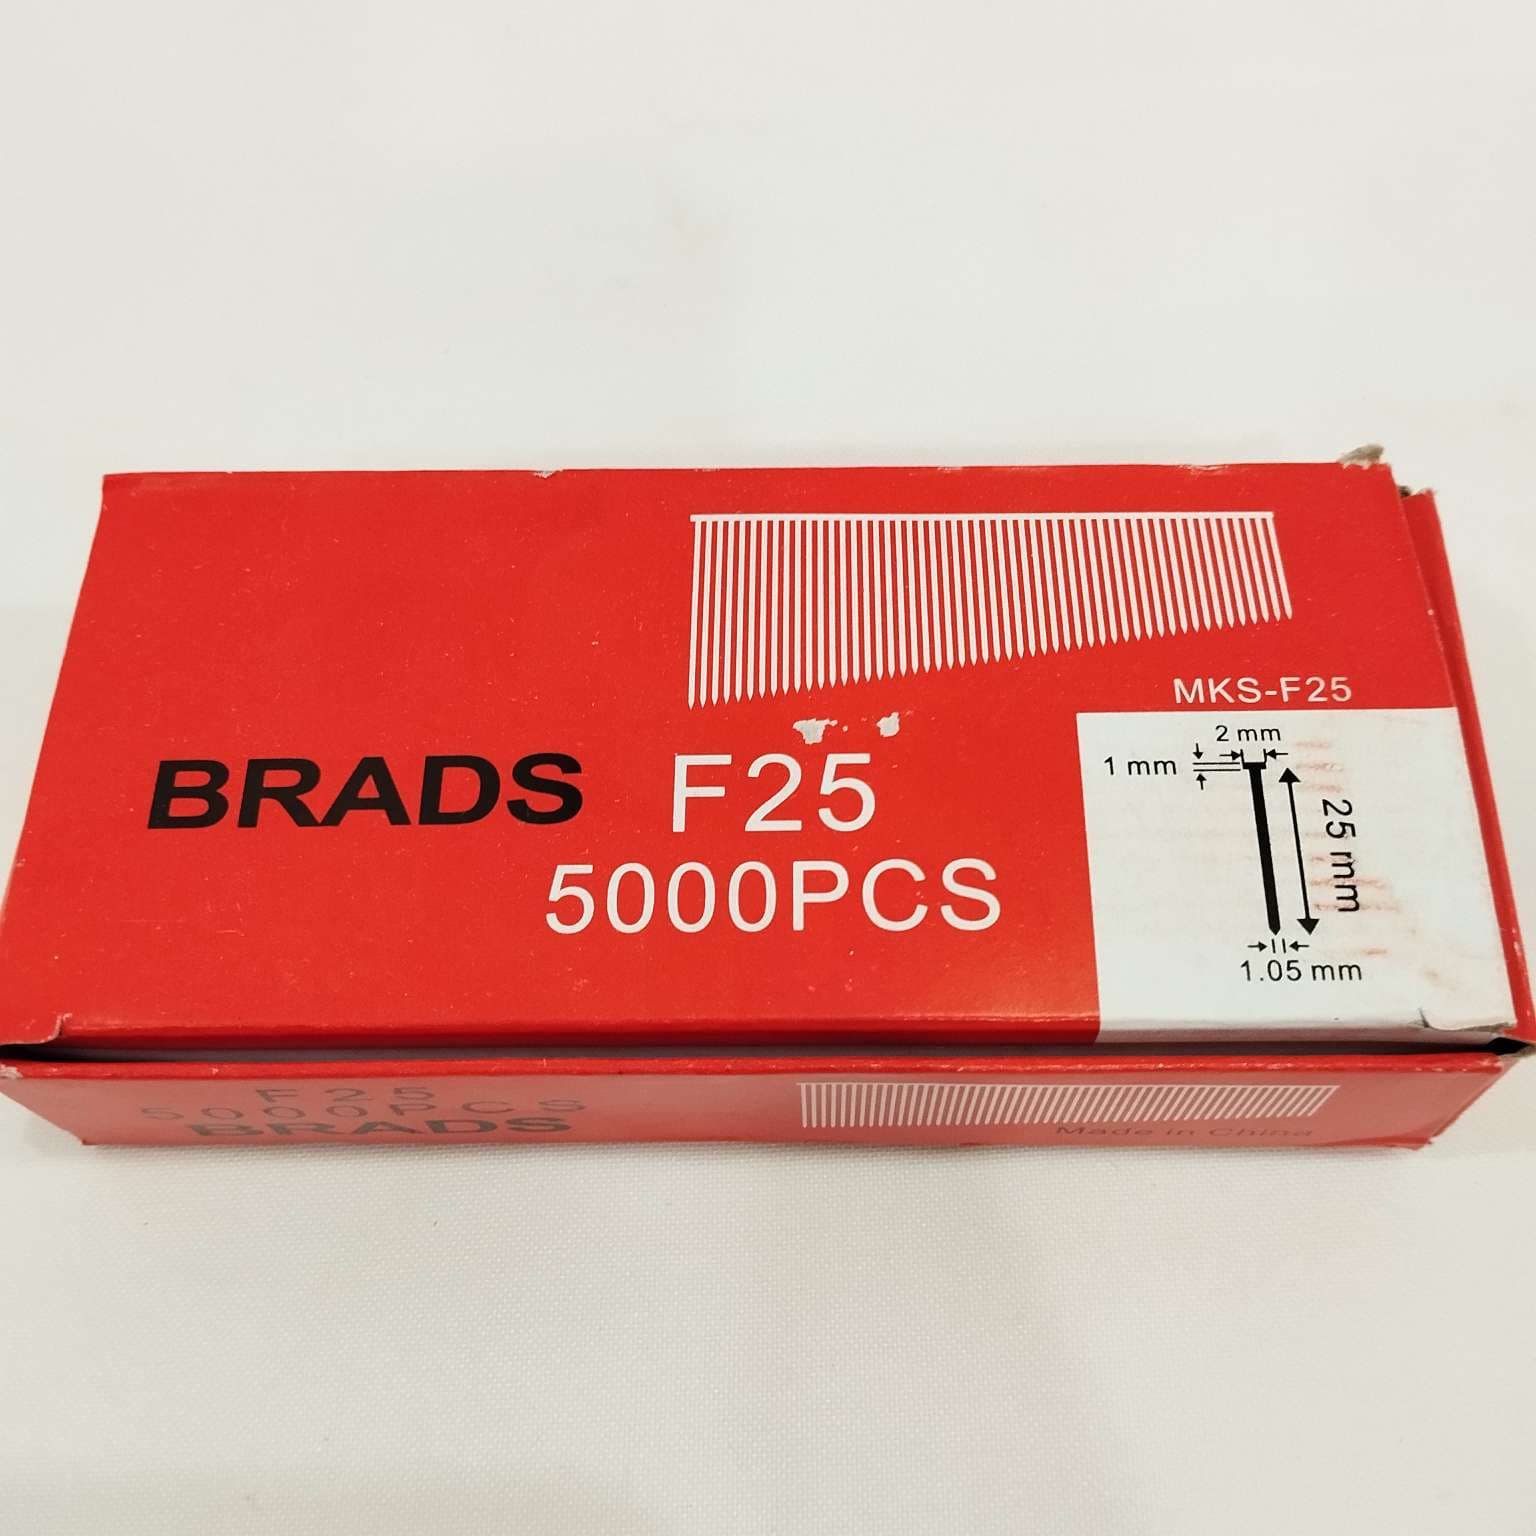 MKS-F25
BRADS F25
5000PCS
2 mm
1 mm
25 mm
1.05 mm
F25
5000PCS
BRADS
Made in China